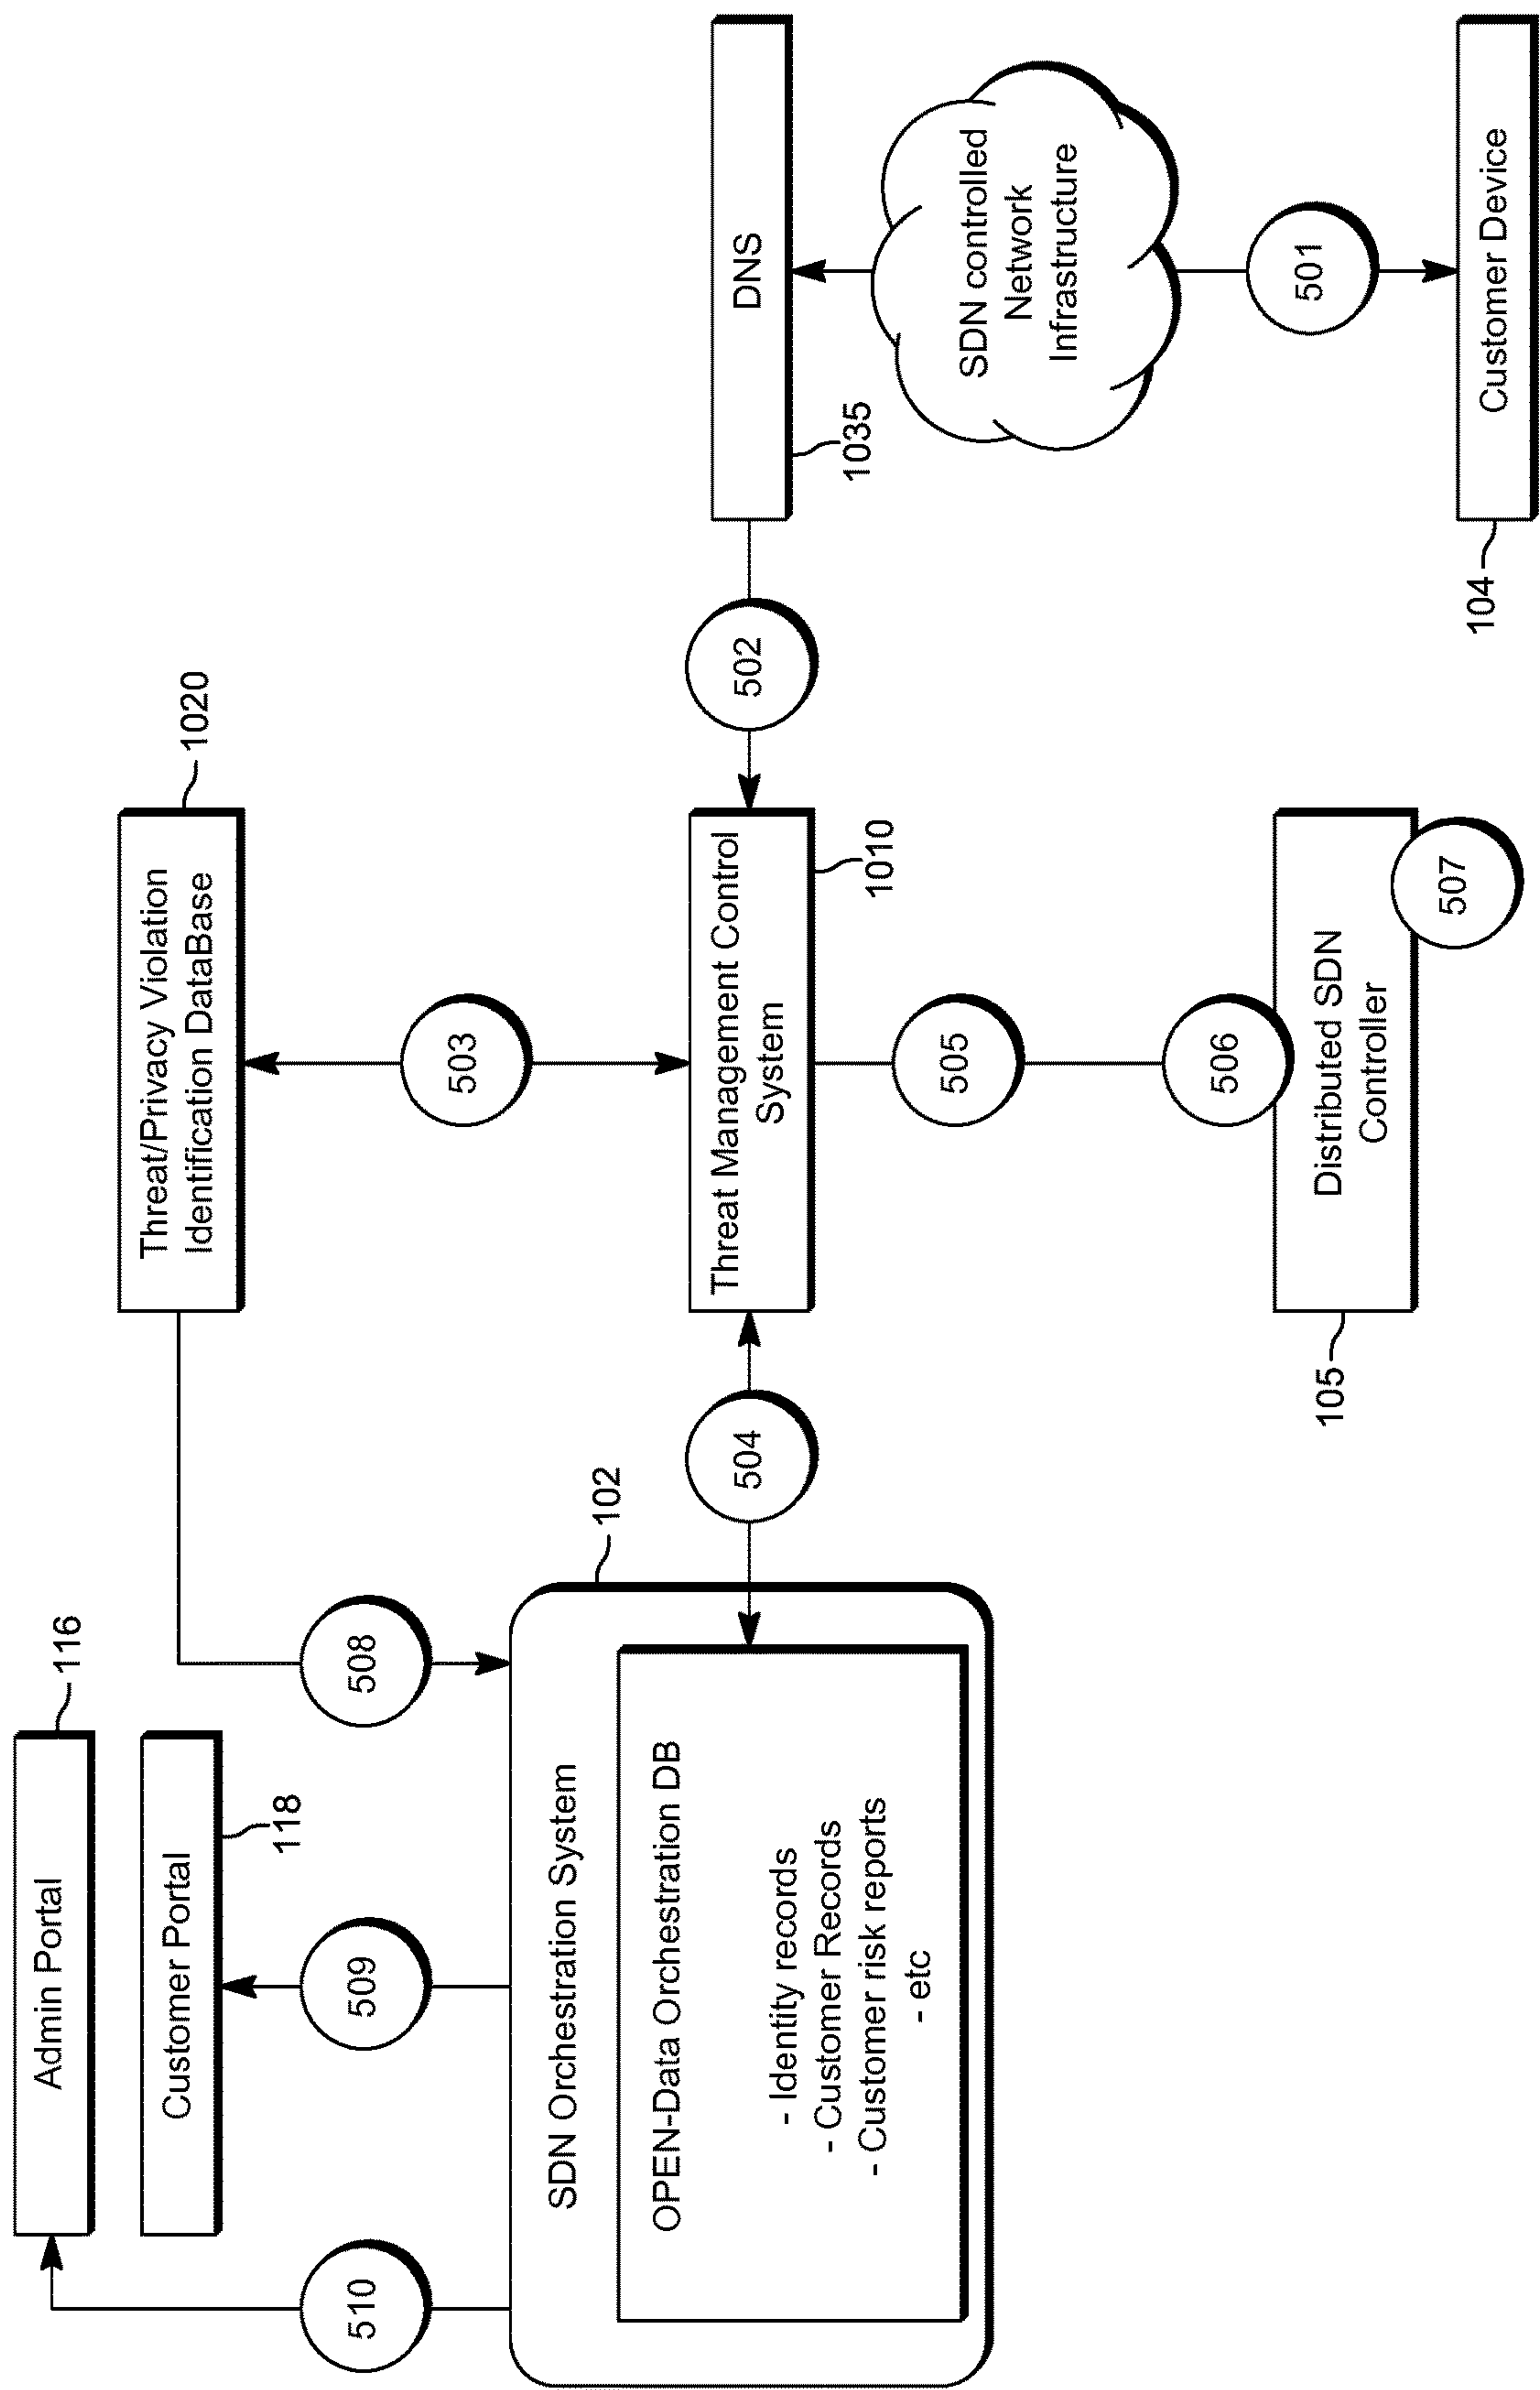 Admin Portal
116
Customer Portal
118
510
509
508
Threat/Privacy Violation
Identification DataBase
1020
503
SDN Orchestration System
102
OPEN-Data Orchestration DB
- Identity records
- Customer Records
- Customer risk reports
- etc
504
Threat Management Control
System
1010
502
DNS
1035
SDN controlled
Network
Infrastructure
505
506
501
Distributed SDN
Controller
105
507
Customer Device
104